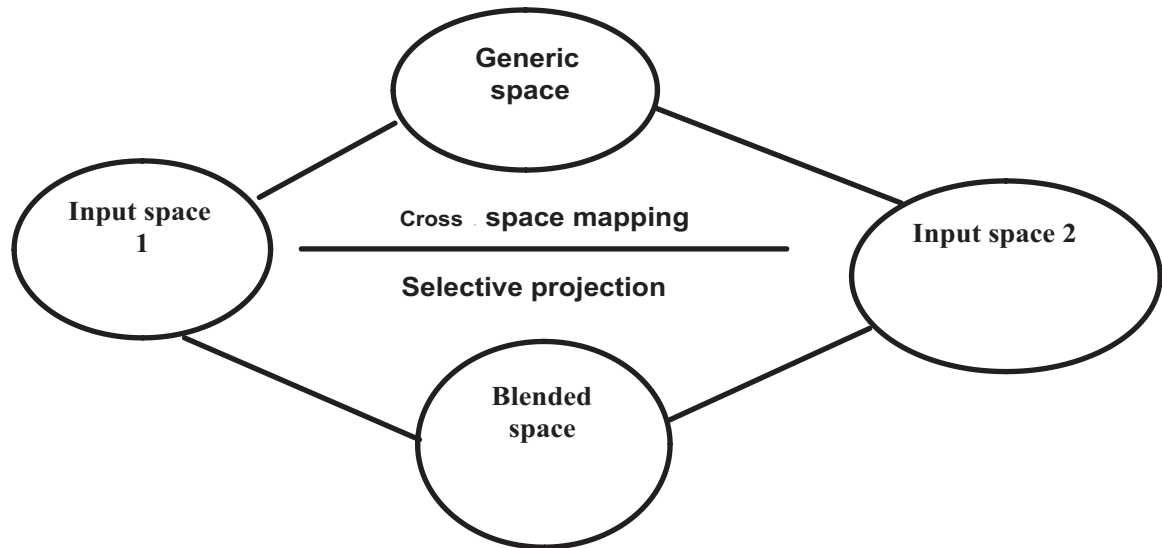 Generic
space
Input space
1
Cross space mapping
Input space 2
Selective projection
Blended
space